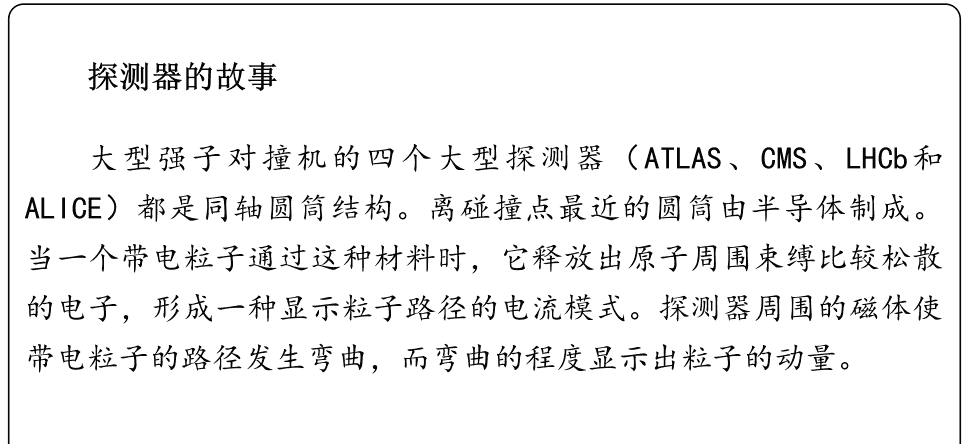 探测器的故事
大型强子对撞机的四个大型探测器（ATLAS、CMS、LHCb和
ALICE）都是同轴圆筒结构。离碰撞点最近的圆筒由半导体制成。
当一个带电粒子通过这种材料时，它释放出原子周围束缚比较松散
的电子，形成一种显示粒子路径的电流模式。探测器周围的磁体使
带电粒子的路径发生弯曲，而弯曲的程度显示出粒子的动量。